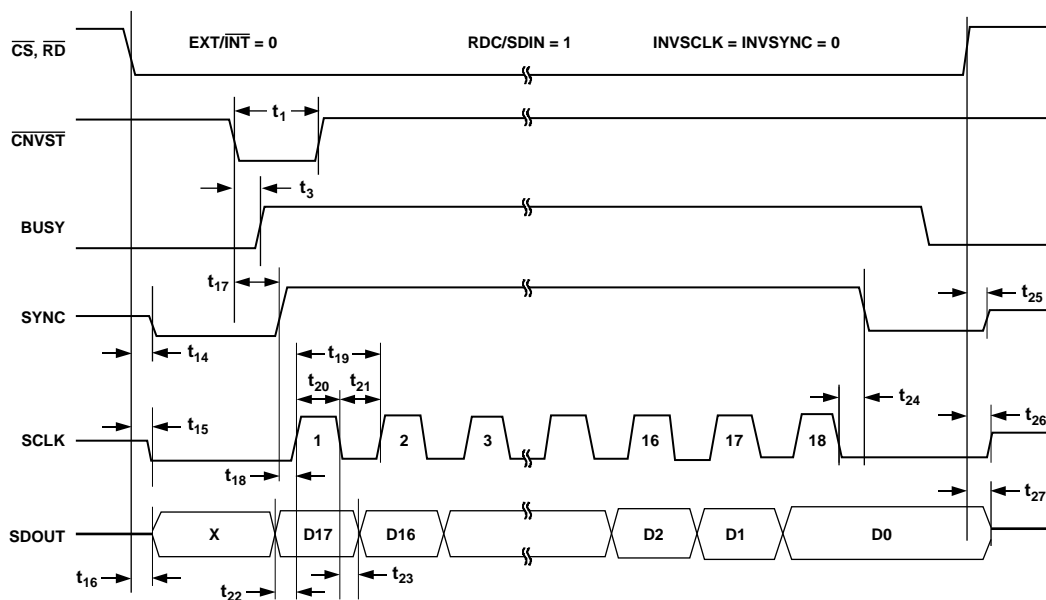 CS, RD
EXT/INT = 0
RDC/SDIN = 1
INVSCLK = INVSYNC = 0
t1
CNVST
t3
BUSY
t17
t25
SYNC
t14
t19
t20
t21
t24
t26
SCLK
t15
1
2
3
16
17
18
t18
t27
SDOUT
X
D17
D16
D2
D1
D0
t16
t22
t23